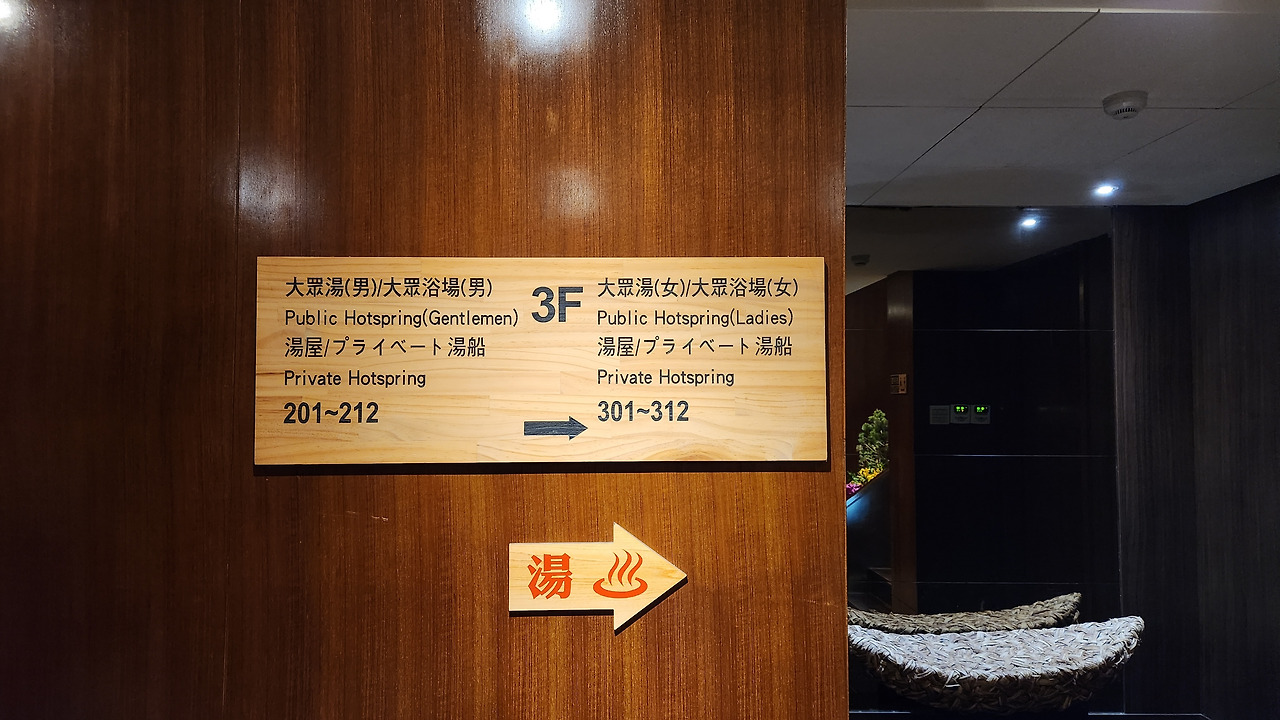 大眾湯(男)/大眾浴場(男)
Public Hotspring(Gentlemen)
湯屋/プライベート湯船
Private Hotspring
201~212
3F
大眾湯(女)/大眾浴場(女)
Public Hotspring(Ladies)
湯屋/プライベート湯船
Private Hotspring
301~312
湯